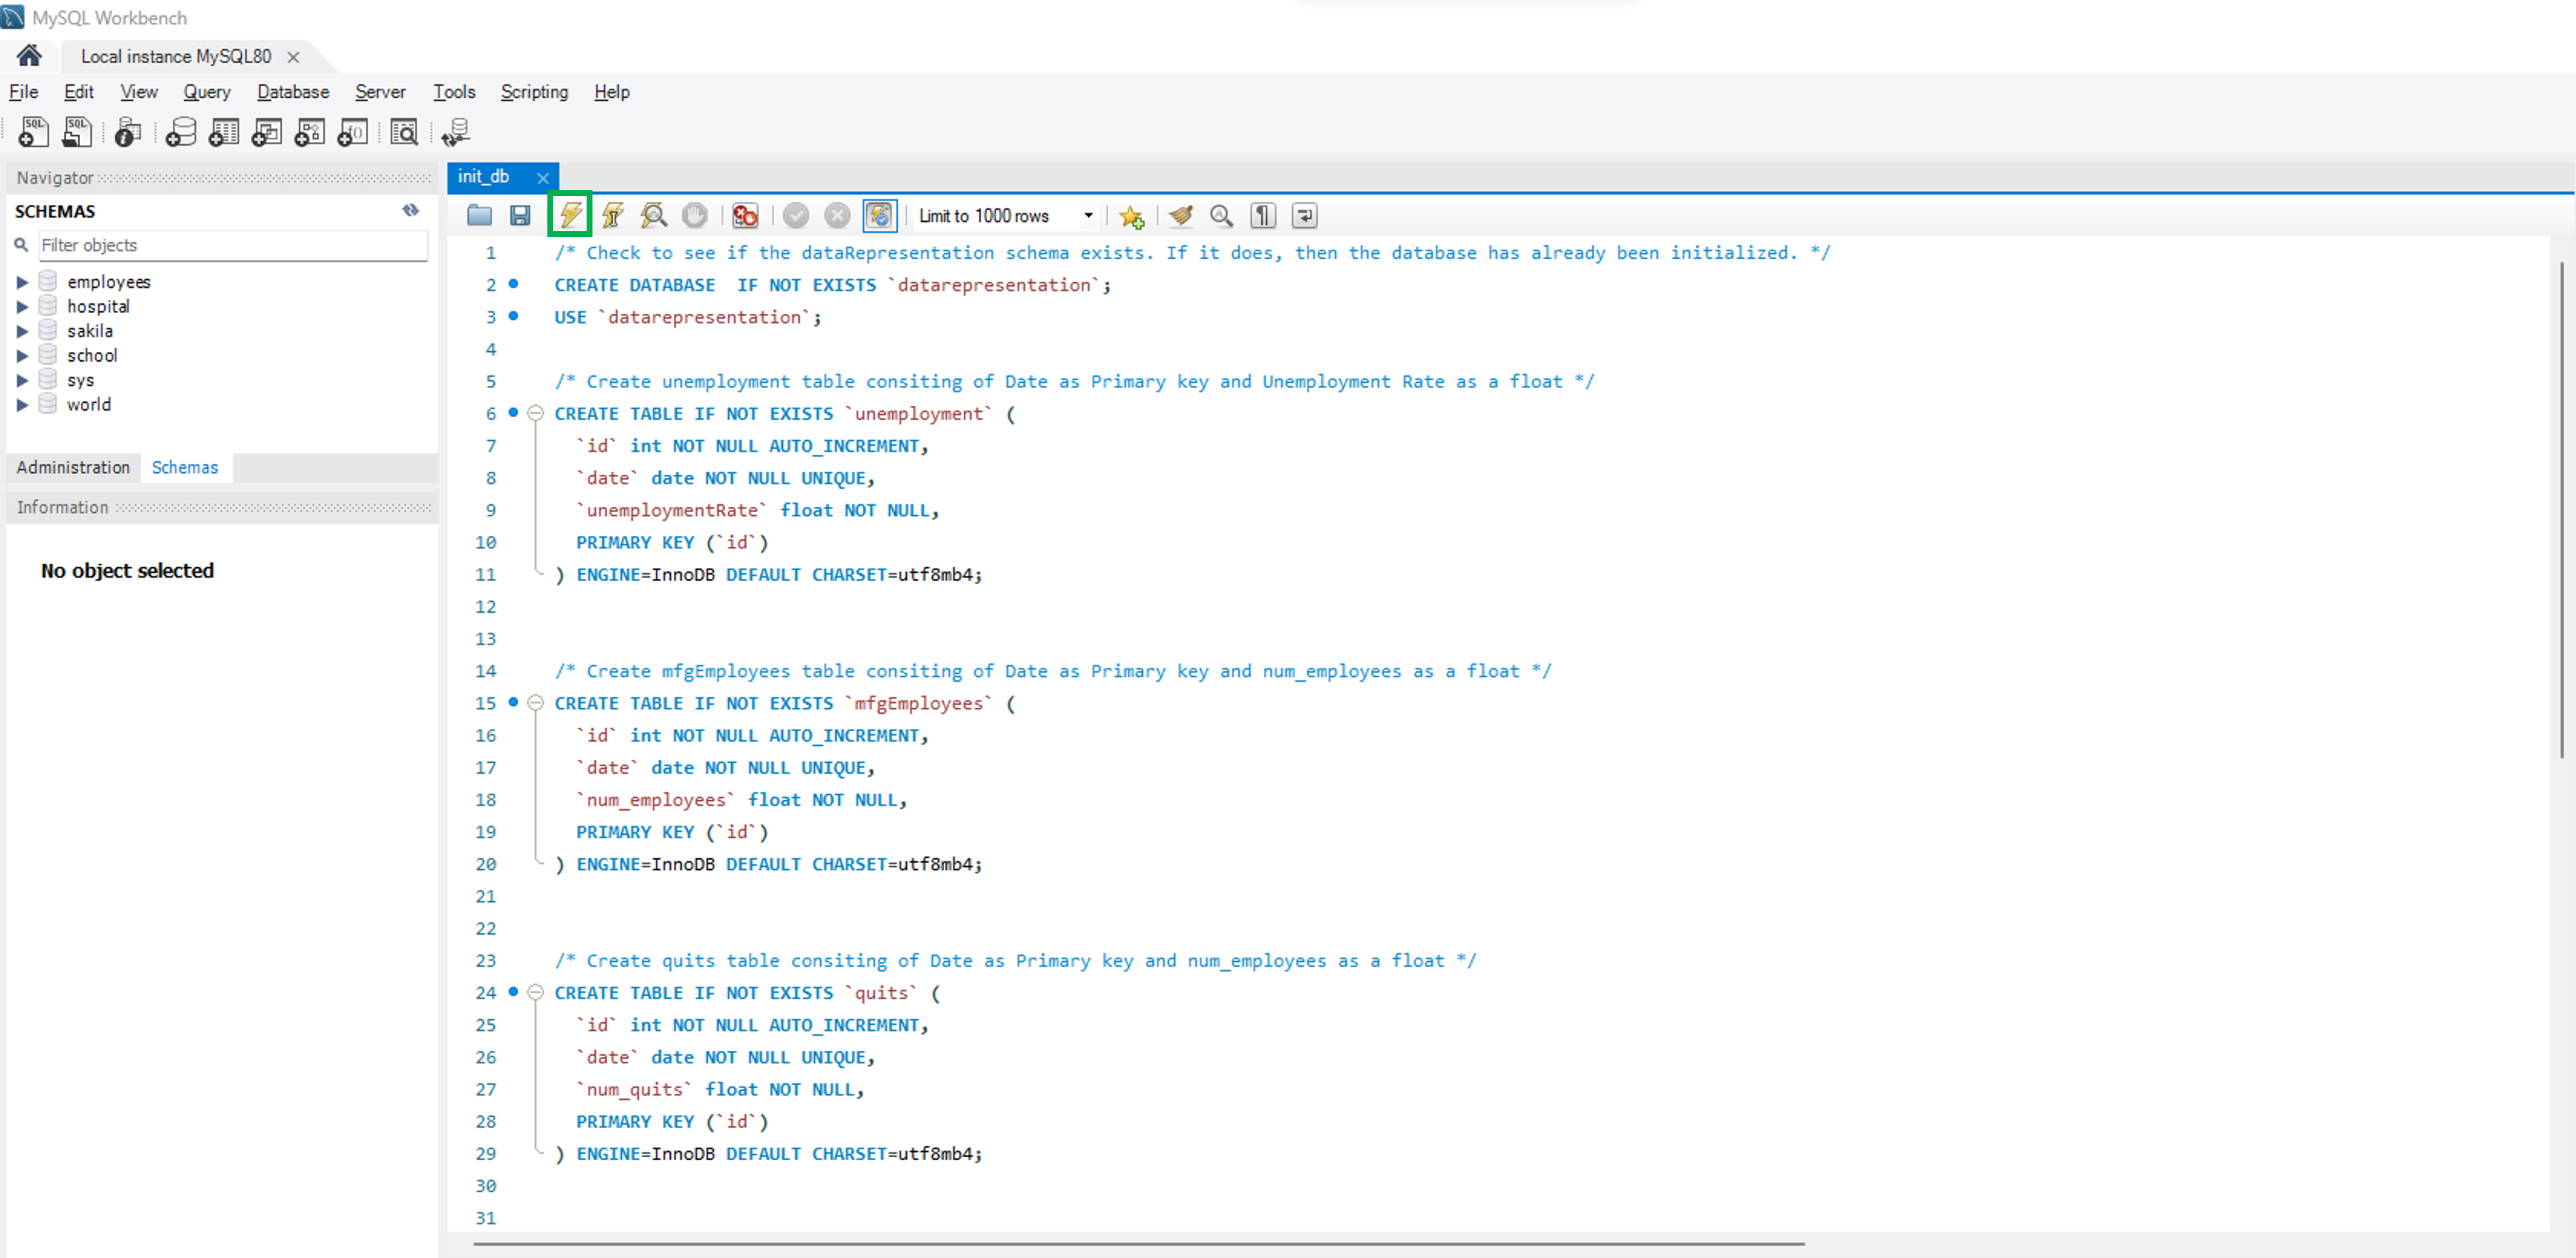 MySQL Workbench
Local instance MySQL80
File Edit View Query Database Server Tools Scripting Help
Navigator
SCHEMAS
Filter objects
employees
hospital
sakila
school
sys
world
Administration Schemas
Information
No object selected
init_db
Limit to 1000 rows
1 /* Check to see if the dataRepresentation schema exists. If it does, then the database has already been initialized. */
2 CREATE DATABASE  IF NOT EXISTS `datarepresentation`;
3 USE `datarepresentation`;
4
5 /* Create unemployment table consiting of Date as Primary key and Unemployment Rate as a float */
6 CREATE TABLE IF NOT EXISTS `unemployment` (
7 `id` int NOT NULL AUTO_INCREMENT,
8 `date` date NOT NULL UNIQUE,
9 `unemploymentRate` float NOT NULL,
10 PRIMARY KEY (`id`)
11 ) ENGINE=InnoDB DEFAULT CHARSET=utf8mb4;
12
13
14 /* Create mfgEmployees table consiting of Date as Primary key and num_employees as a float */
15 CREATE TABLE IF NOT EXISTS `mfgEmployees` (
16 `id` int NOT NULL AUTO_INCREMENT,
17 `date` date NOT NULL UNIQUE,
18 `num_employees` float NOT NULL,
19 PRIMARY KEY (`id`)
20 ) ENGINE=InnoDB DEFAULT CHARSET=utf8mb4;
21
22
23 /* Create quits table consiting of Date as Primary key and num_employees as a float */
24 CREATE TABLE IF NOT EXISTS `quits` (
25 `id` int NOT NULL AUTO_INCREMENT,
26 `date` date NOT NULL UNIQUE,
27 `num_quits` float NOT NULL,
28 PRIMARY KEY (`id`)
29 ) ENGINE=InnoDB DEFAULT CHARSET=utf8mb4;
30
31